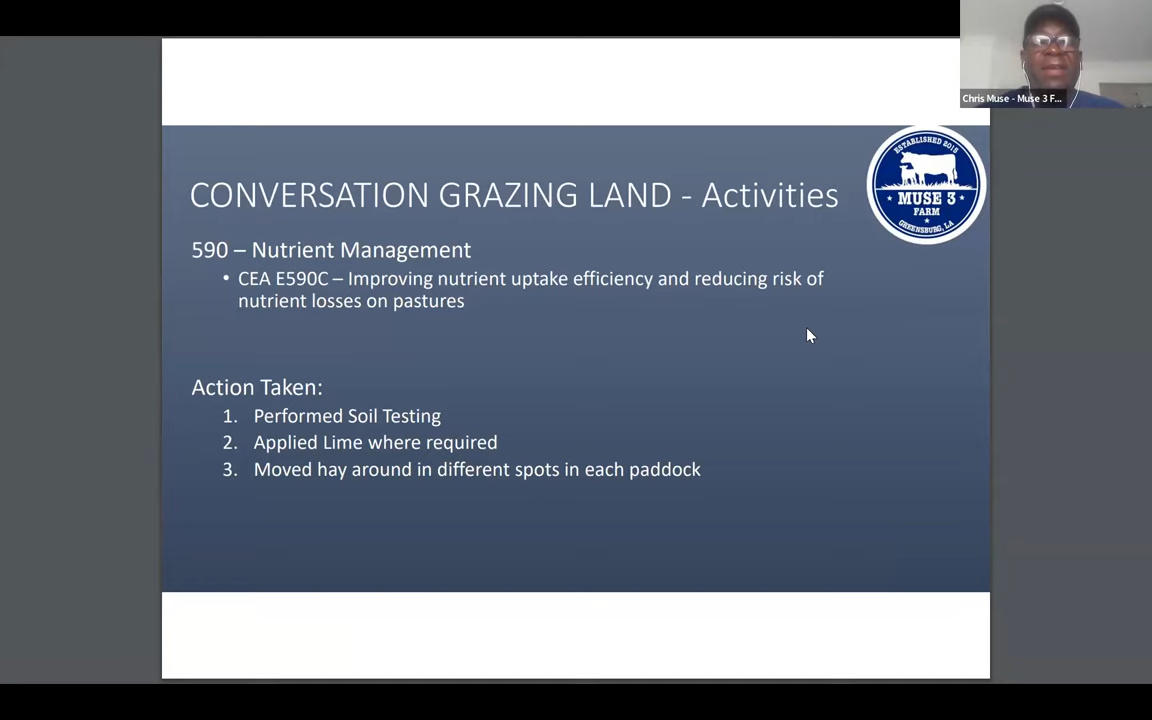 Chris Muse - Muse 3 F...
ESTABLISHED 2015
MUSE 3
FARM
GREENSBURG, LA
CONVERSATION GRAZING LAND - Activities
590 – Nutrient Management
• CEA E590C – Improving nutrient uptake efficiency and reducing risk of
nutrient losses on pastures
Action Taken:
1. Performed Soil Testing
2. Applied Lime where required
3. Moved hay around in different spots in each paddock